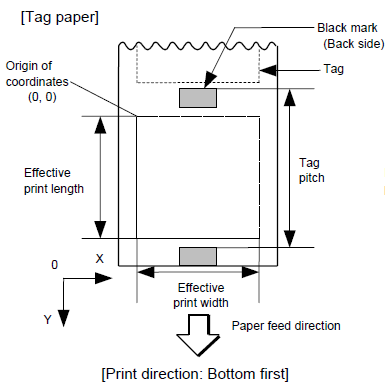 [Tag paper]
Black mark
(Back side)
Origin of
coordinates
(0, 0)
Tag
Effective
print length
Tag
pitch
0
X
Y
Effective
print width
Paper feed direction
[Print direction: Bottom first]